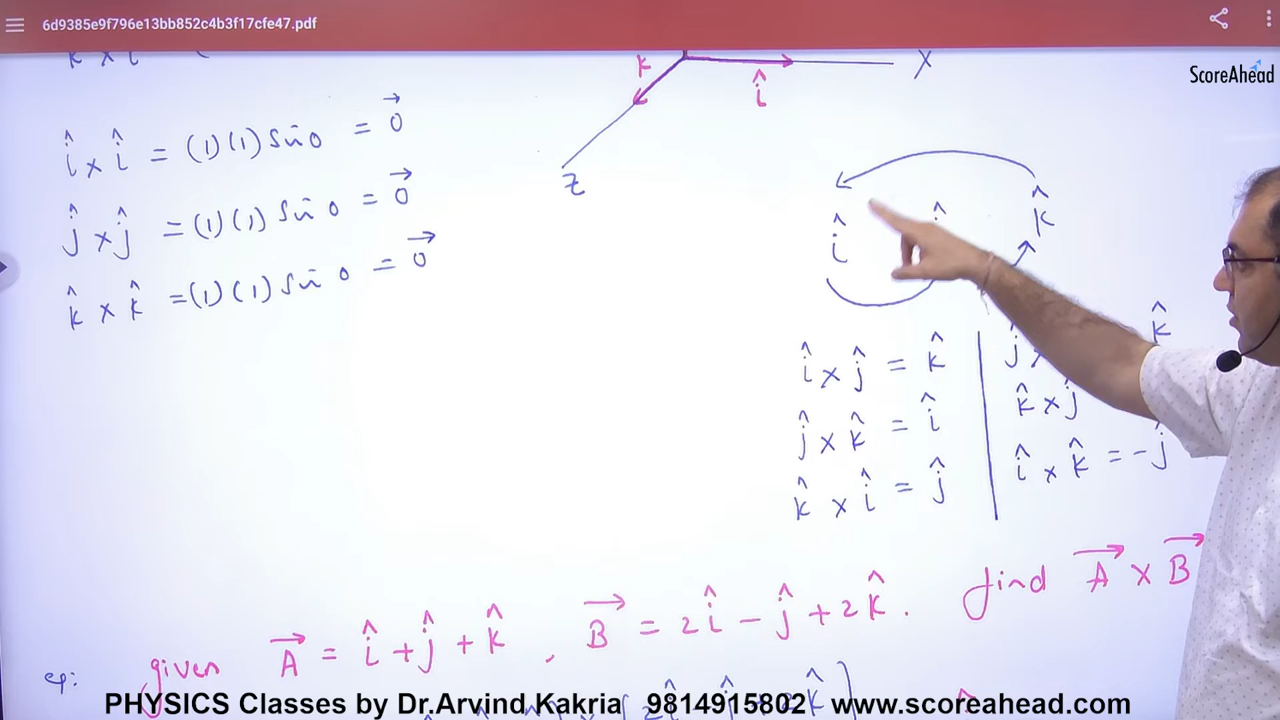 6d9385e9f796e13bb852c4b3f17cfe47.pdf
ScoreAhead
k x i
k
î
X
Z
î x î = (1)(1) Sin 0 = 0⃗
ĵ x ĵ = (1)(1) Sin 0 = 0⃗
k̂ x k̂ = (1)(1) Sin 0 = 0⃗
î k̂
î x ĵ = k̂
ĵ x k̂ = î
k̂ x î = ĵ
k̂
k̂ x ĵ
î x k̂ = -ĵ
eg: given A⃗ = î + ĵ + k̂ , B⃗ = 2î - ĵ + 2k̂ . find A⃗ x B⃗
PHYSICS Classes by Dr.Arvind Kakria 9814915802 www.scoreahead.com